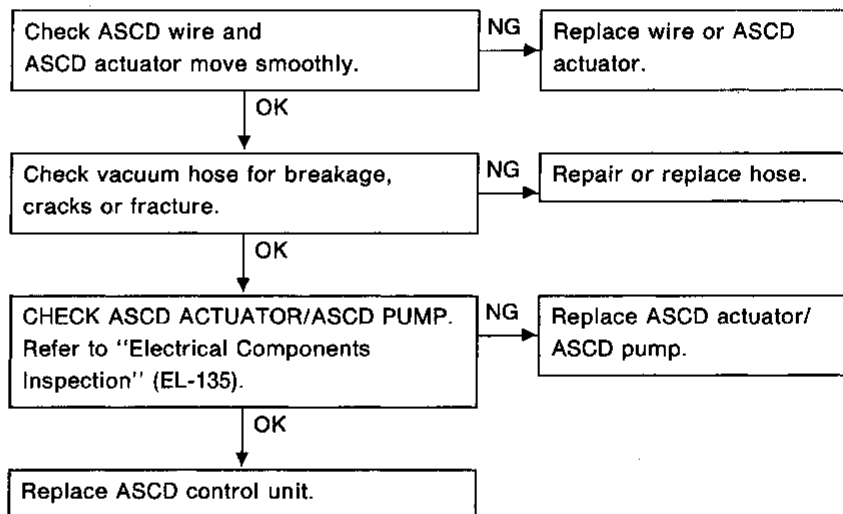 Check ASCD wire and
ASCD actuator move smoothly.
NG
Replace wire or ASCD
actuator.
OK
Check vacuum hose for breakage,
cracks or fracture.
NG
Repair or replace hose.
OK
CHECK ASCD ACTUATOR/ASCD PUMP.
Refer to "Electrical Components
Inspection" (EL-135).
NG
Replace ASCD actuator/
ASCD pump.
OK
Replace ASCD control unit.